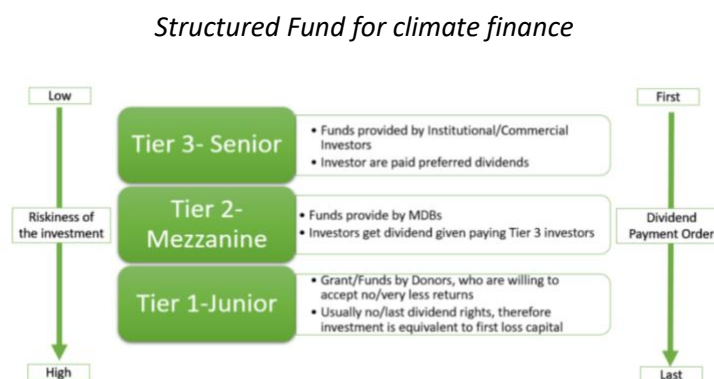 Structured Fund for climate finance
Low
First
Tier 3- Senior
• Funds provided by Institutional/Commercial
Investors
• Investor are paid preferred dividends
Riskiness of
the investment
Tier 2-
Mezzanine
• Funds provide by MDBs
• Investors get dividend given paying Tier 3 investors
Dividend
Payment Order
Tier 1-Junior
• Grant/Funds by Donors, who are willing to
accept no/very less returns
• Usually no/last dividend rights, therefore
investment is equivalent to first loss capital
High
Last